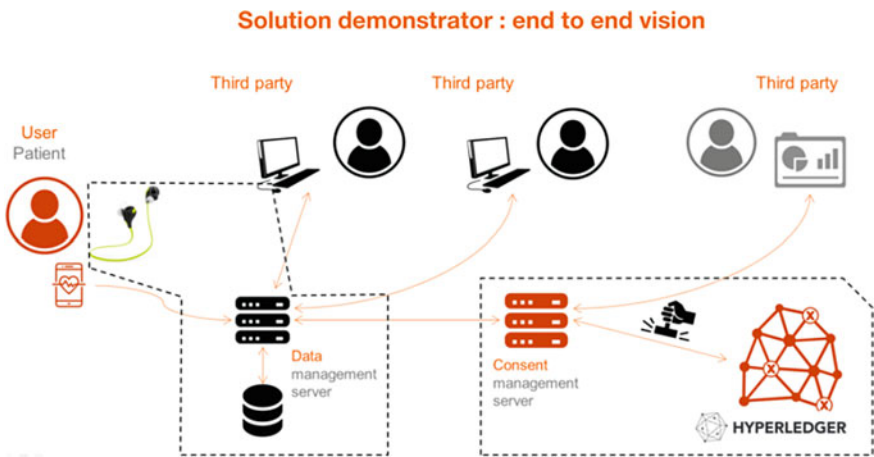 Solution demonstrator : end to end vision
Third party
Third party
Third party
User
Patient
Data
management
server
Consent
management
server
HYPERLEDGER